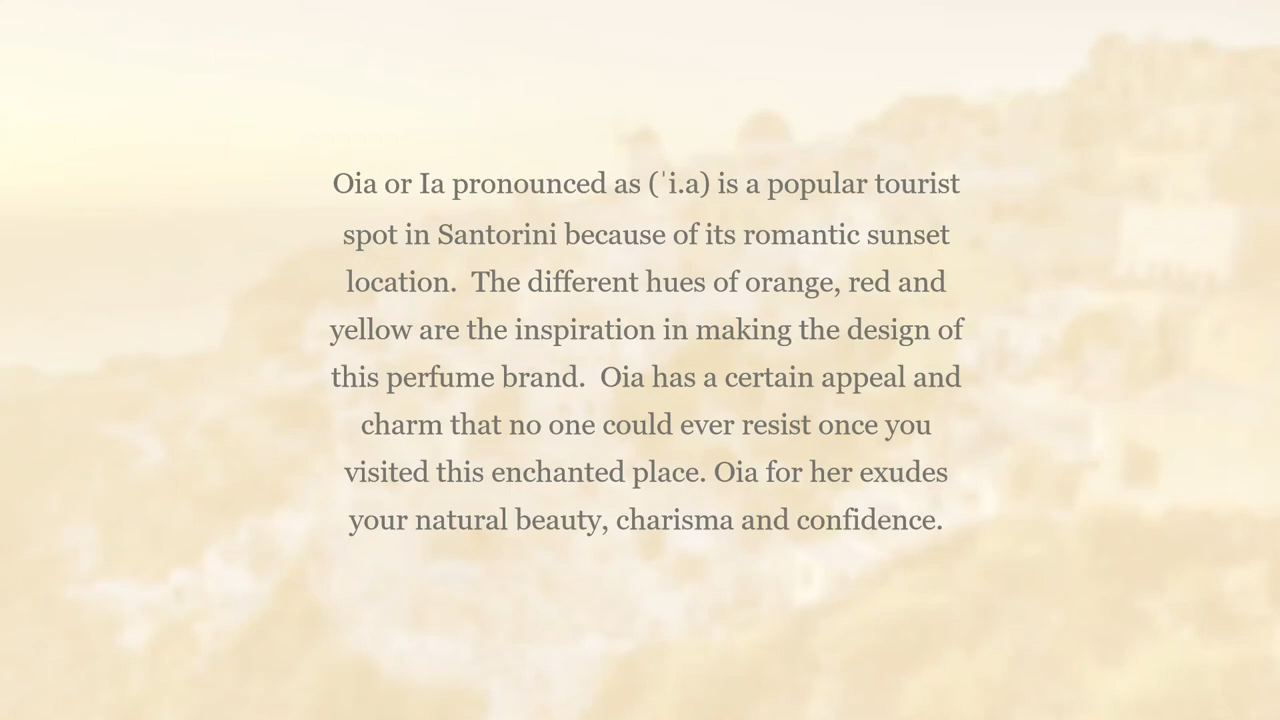 Oia or Ia pronounced as (ˈi.a) is a popular tourist
spot in Santorini because of its romantic sunset
location.  The different hues of orange, red and
yellow are the inspiration in making the design of
this perfume brand.  Oia has a certain appeal and
charm that no one could ever resist once you
visited this enchanted place. Oia for her exudes
your natural beauty, charisma and confidence.